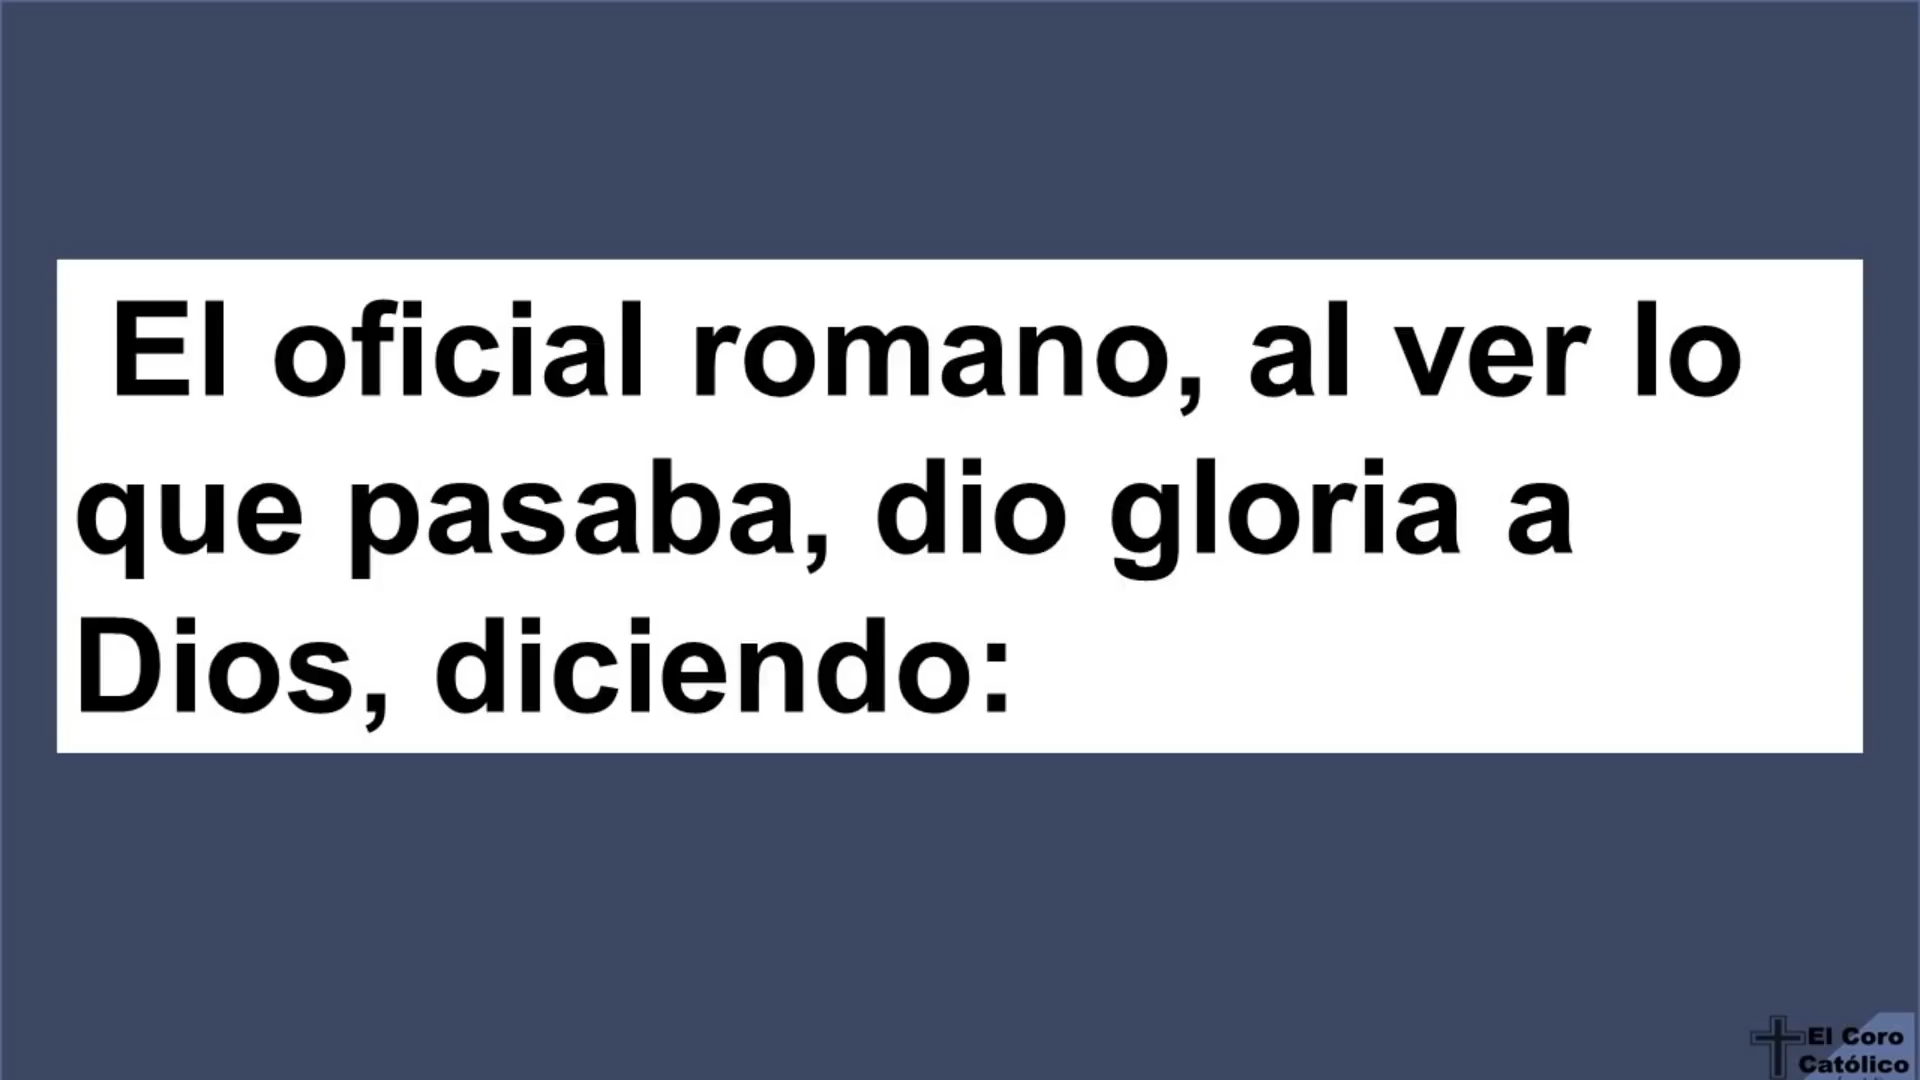 El oficial romano, al ver lo
que pasaba, dio gloria a
Dios, diciendo:
El Coro
Católico